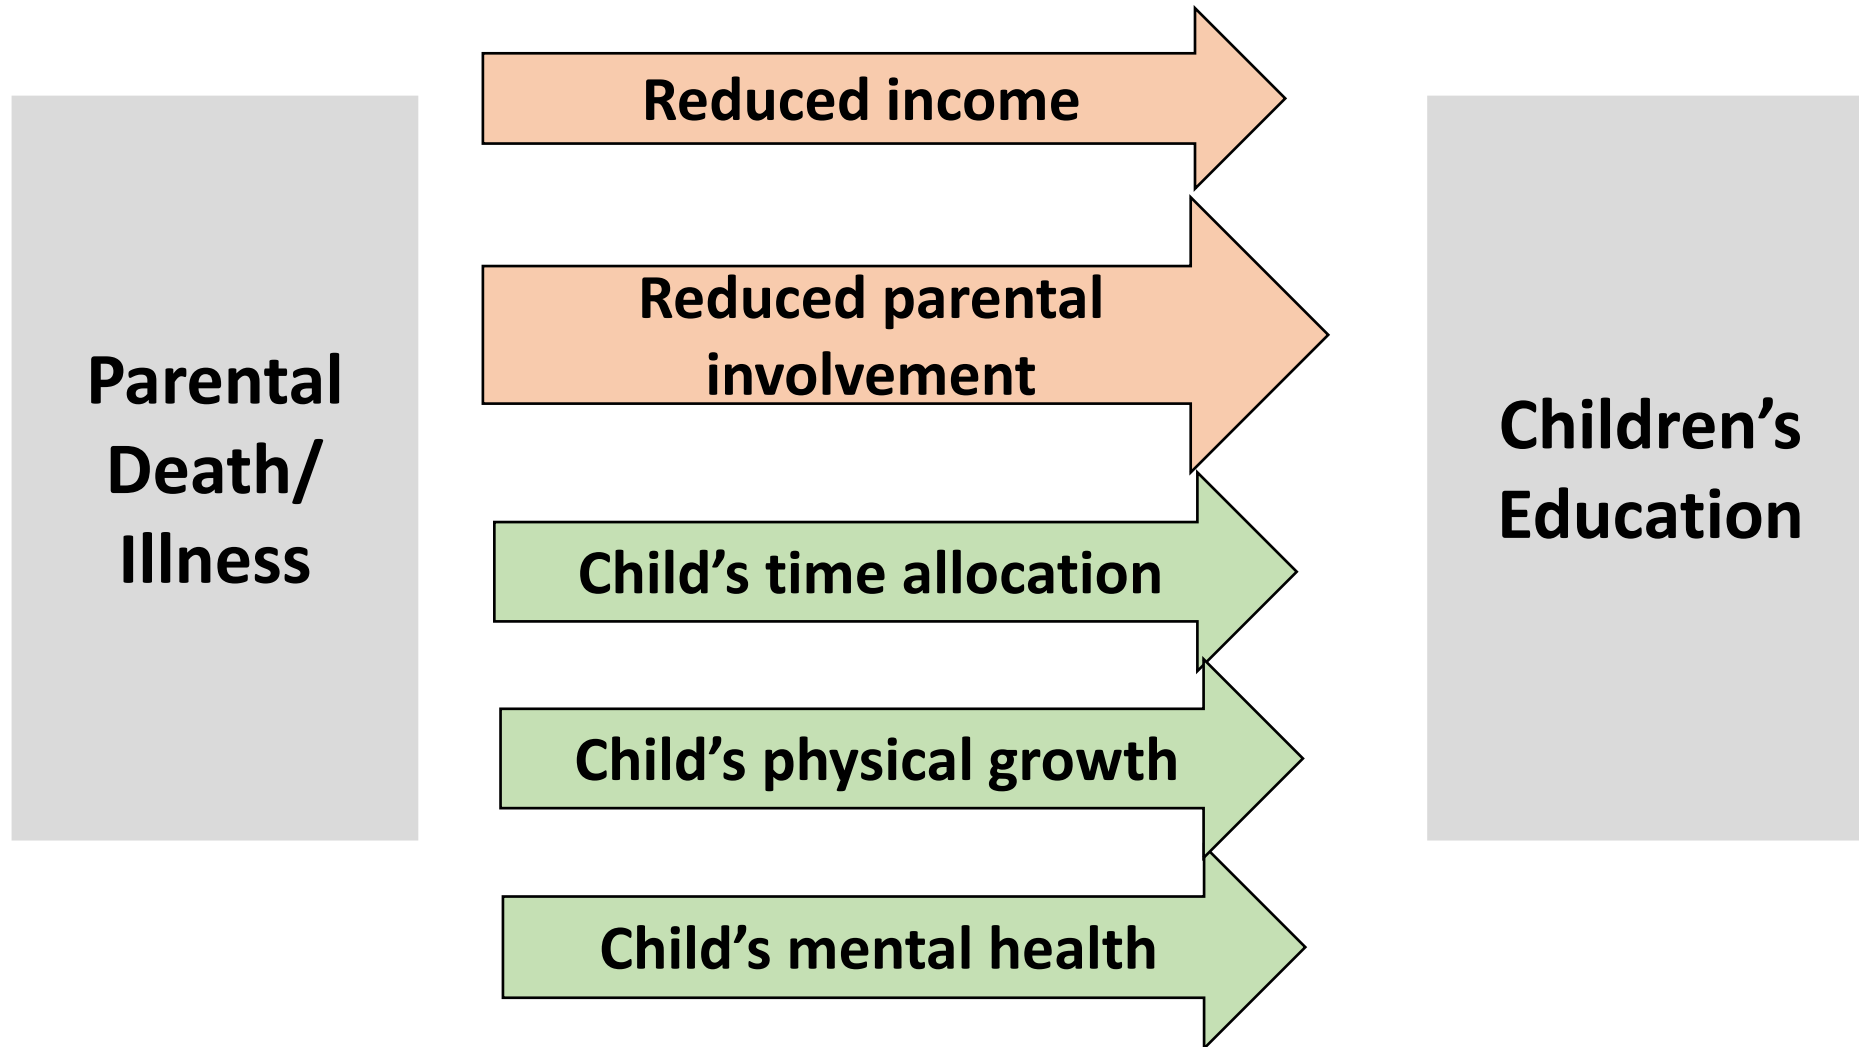 Parental
Death/
Illness
Reduced income
Reduced parental
involvement
Child’s time allocation
Child’s physical growth
Child’s mental health
Children’s
Education